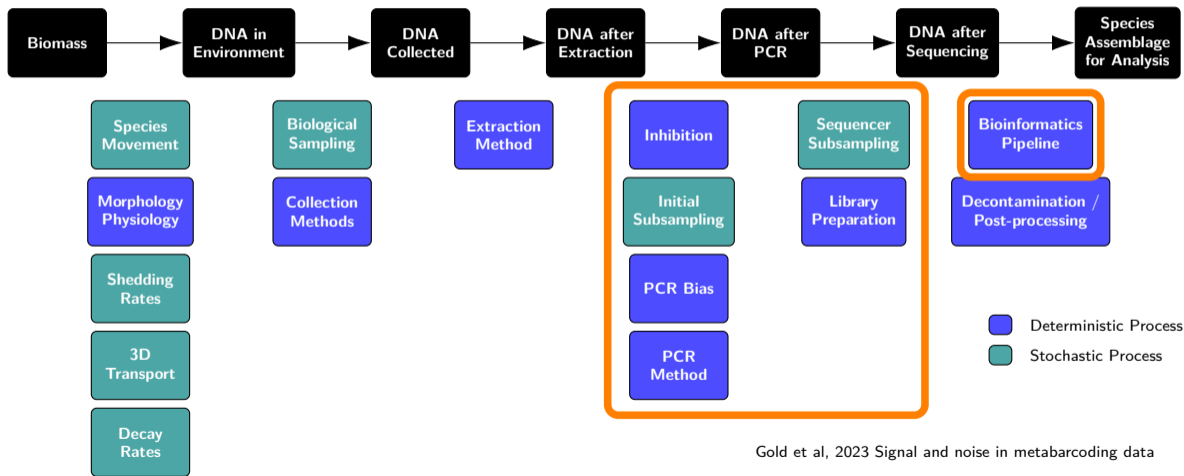 Biomass
DNA in
Environment
DNA
Collected
DNA after
Extraction
DNA after
PCR
DNA after
Sequencing
Species
Assemblage
for Analysis
Species
Movement
Morphology
Physiology
Shedding
Rates
3D
Transport
Decay
Rates
Biological
Sampling
Collection
Methods
Extraction
Method
Inhibition
Initial
Subsampling
PCR Bias
PCR
Method
Sequencer
Subsampling
Library
Preparation
Bioinformatics
Pipeline
Decontamination /
Post-processing
Deterministic Process
Stochastic Process
Gold et al, 2023 Signal and noise in metabarcoding data